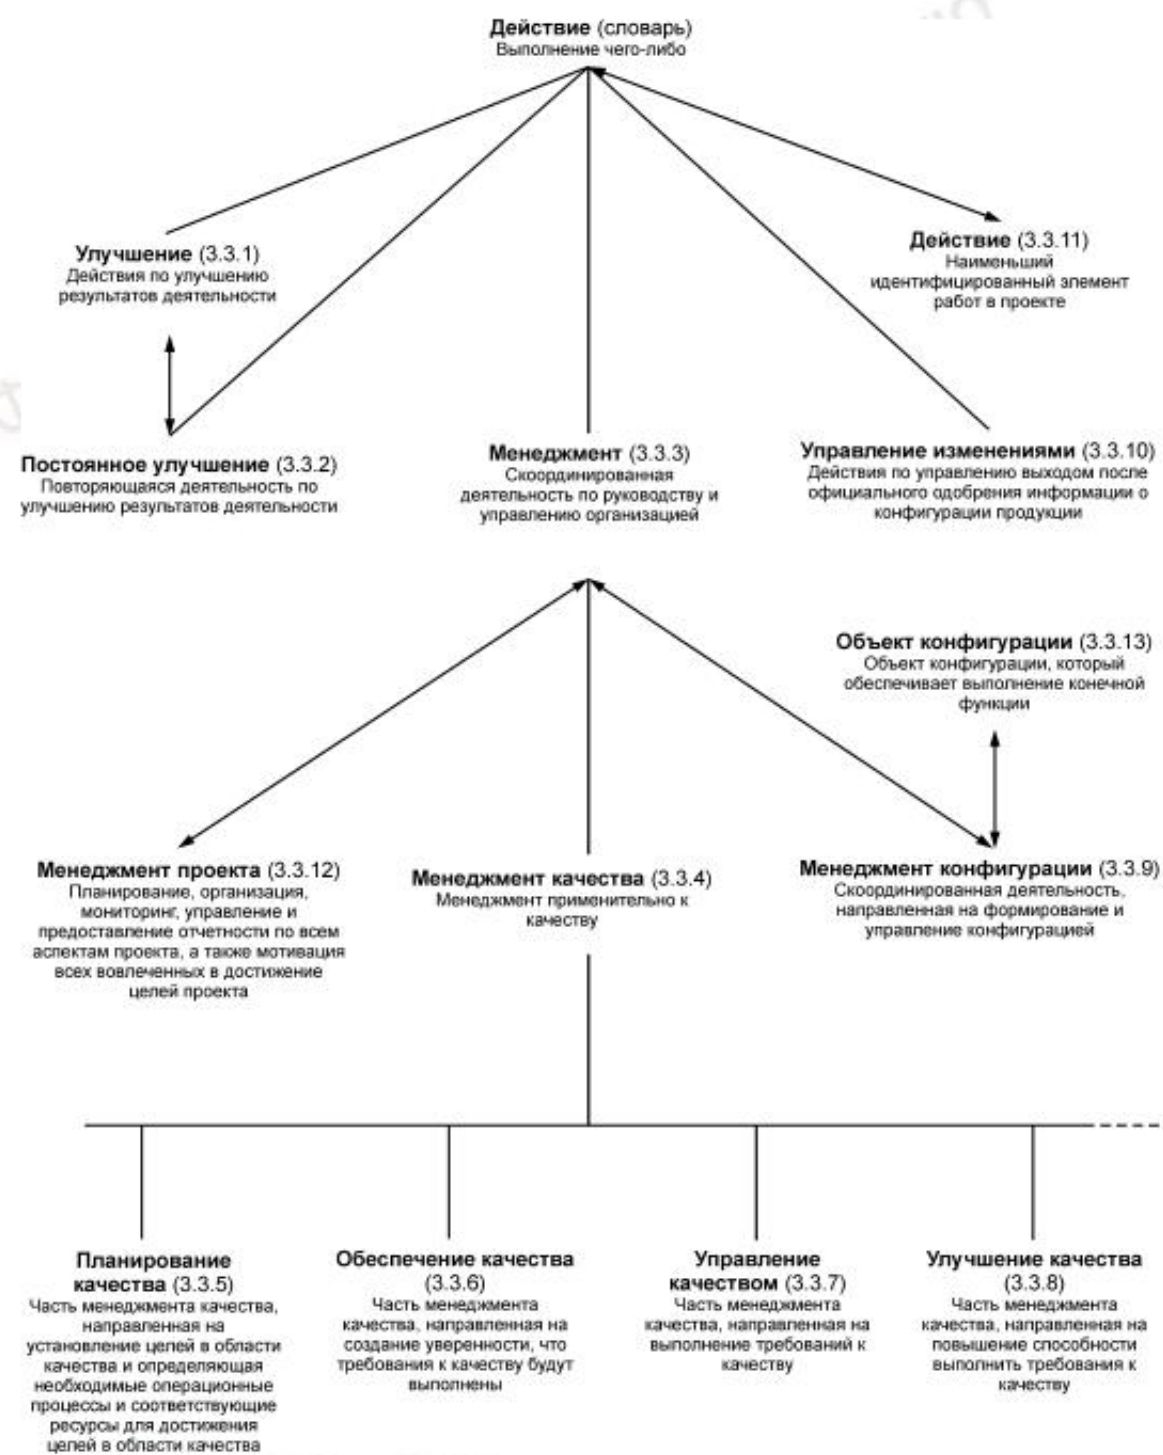 Действие (словарь)
Выполнение чего-либо
Улучшение (3.3.1)
Действия по улучшению
результатов деятельности
Действие (3.3.11)
Наименьший
идентифицированный элемент
работ в проекте
Постоянное улучшение (3.3.2)
Повторяющаяся деятельность по
улучшению результатов деятельности
Менеджмент (3.3.3)
Скоординированная
деятельность по руководству и
управлению организацией
Управление изменениями (3.3.10)
Действия по управлению выходом после
официального одобрения информации о
конфигурации продукции
Объект конфигурации (3.3.13)
Объект конфигурации, который
обеспечивает выполнение конечной
функции
Менеджмент проекта (3.3.12)
Планирование, организация,
мониторинг, управление и
предоставление отчетности по всем
аспектам проекта, а также мотивация
всех вовлеченных в достижение
целей проекта
Менеджмент качества (3.3.4)
Менеджмент применительно к
качеству
Менеджмент конфигурации (3.3.9)
Скоординированная деятельность,
направленная на формирование и
управление конфигурацией
Планирование
качества (3.3.5)
Часть менеджмента качества,
направленная на
установление целей в области
качества и определяющая
необходимые операционные
процессы и соответствующие
ресурсы для достижения
целей в области качества
Обеспечение качества
(3.3.6)
Часть менеджмента
качества, направленная на
создание уверенности, что
требования к качеству будут
выполнены
Управление
качеством (3.3.7)
Часть менеджмента
качества, направленная на
выполнение требований к
качеству
Улучшение качества
(3.3.8)
Часть менеджмента
качества, направленная на
повышение способности
выполнить требования к
качеству